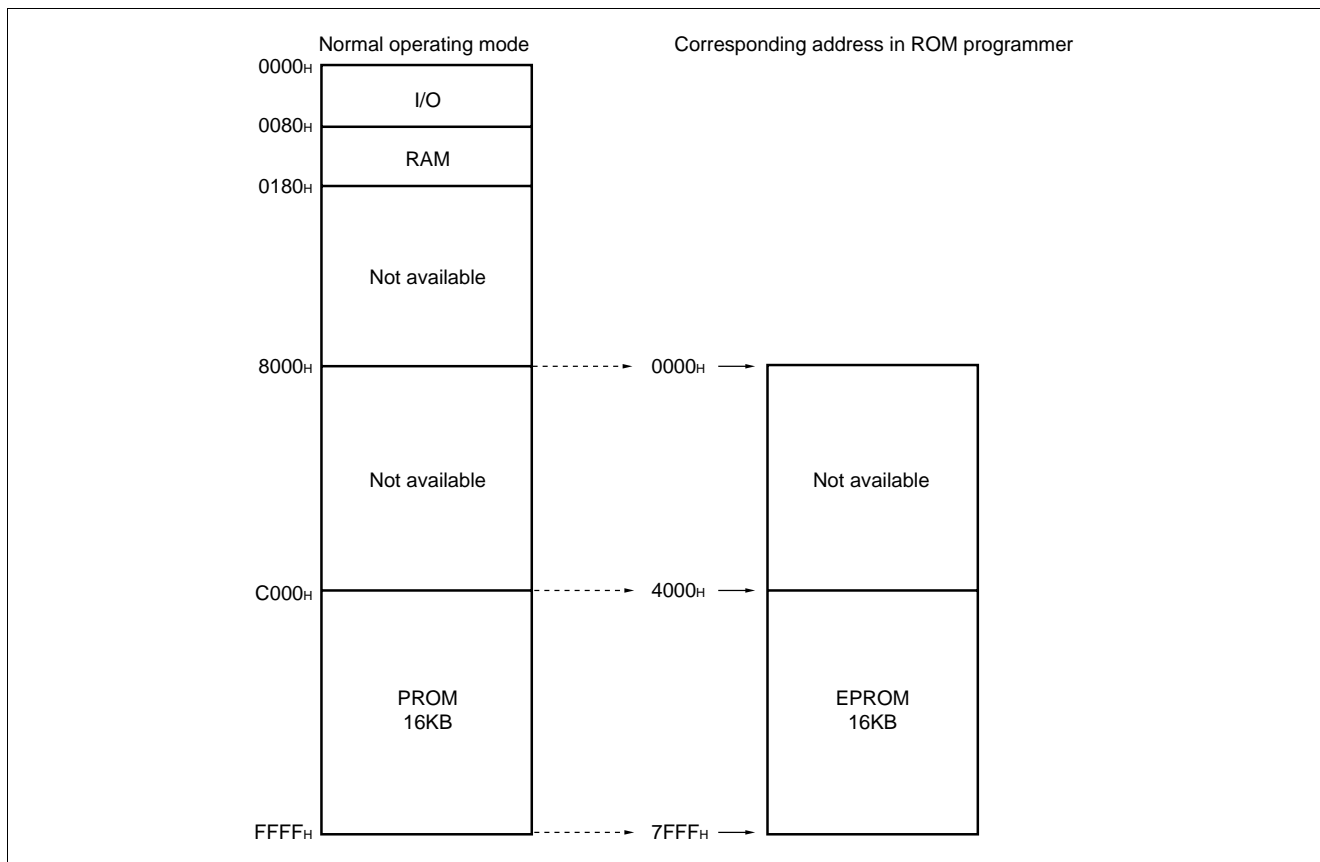 Normal operating mode
Corresponding address in ROM programmer
0000H
I/O
0080H
RAM
0180H
Not available
8000H
0000H
Not available
Not available
C000H
4000H
PROM
16KB
EPROM
16KB
FFFFH
7FFFH